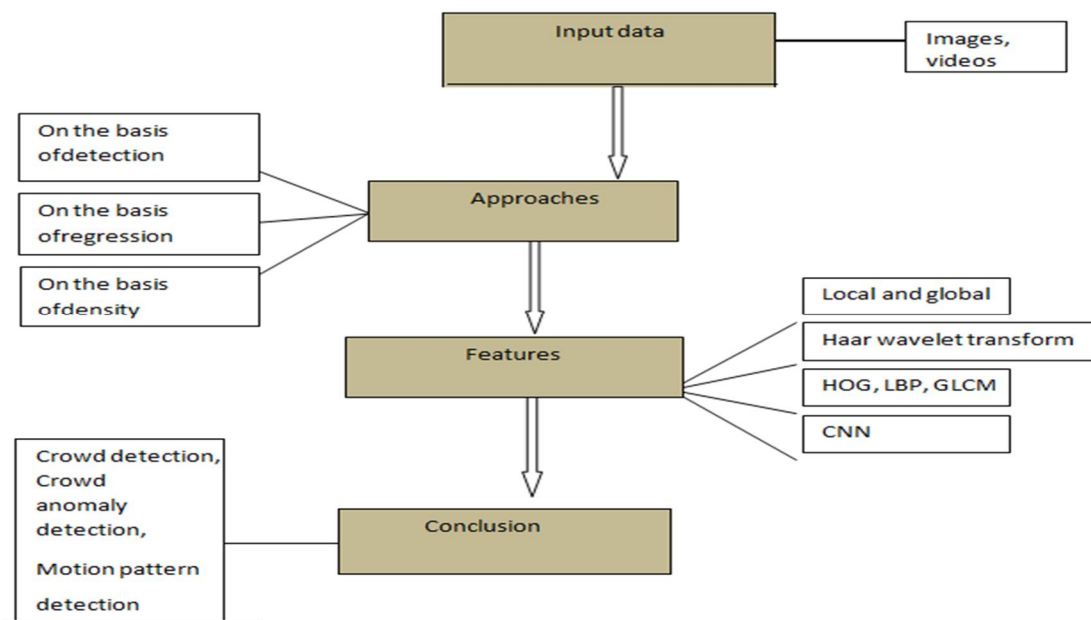 Input data
Images,
videos
On the basis
ofdetection
Approaches
On the basis
ofregression
On the basis
ofdensity
Local and global
Features
Haar wavelet transform
HOG, LBP, GLCM
CNN
Crowd detection,
Crowd
anomaly
detection,
Motion pattern
detection
Conclusion